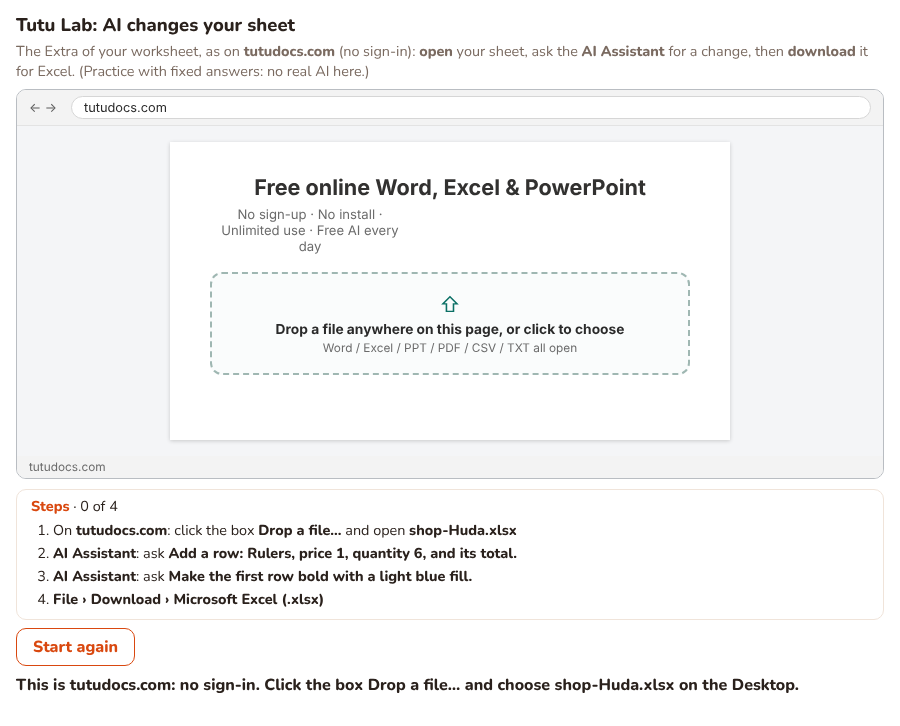 Tutu Lab: AI changes your sheet
The Extra of your worksheet, as on tutudocs.com (no sign-in): open your sheet, ask the AI Assistant for a change, then download it
for Excel. (Practice with fixed answers: no real AI here.)
← → tutudocs.com
Free online Word, Excel & PowerPoint
No sign-up · No install ·
Unlimited use · Free AI every
day
Drop a file anywhere on this page, or click to choose
Word / Excel / PPT / PDF / CSV / TXT all open
tutudocs.com
Steps · 0 of 4
1. On tutudocs.com: click the box Drop a file... and open shop-Huda.xlsx
2. AI Assistant: ask Add a row: Rulers, price 1, quantity 6, and its total.
3. AI Assistant: ask Make the first row bold with a light blue fill.
4. File › Download › Microsoft Excel (.xlsx)
Start again
This is tutudocs.com: no sign-in. Click the box Drop a file... and choose shop-Huda.xlsx on the Desktop.